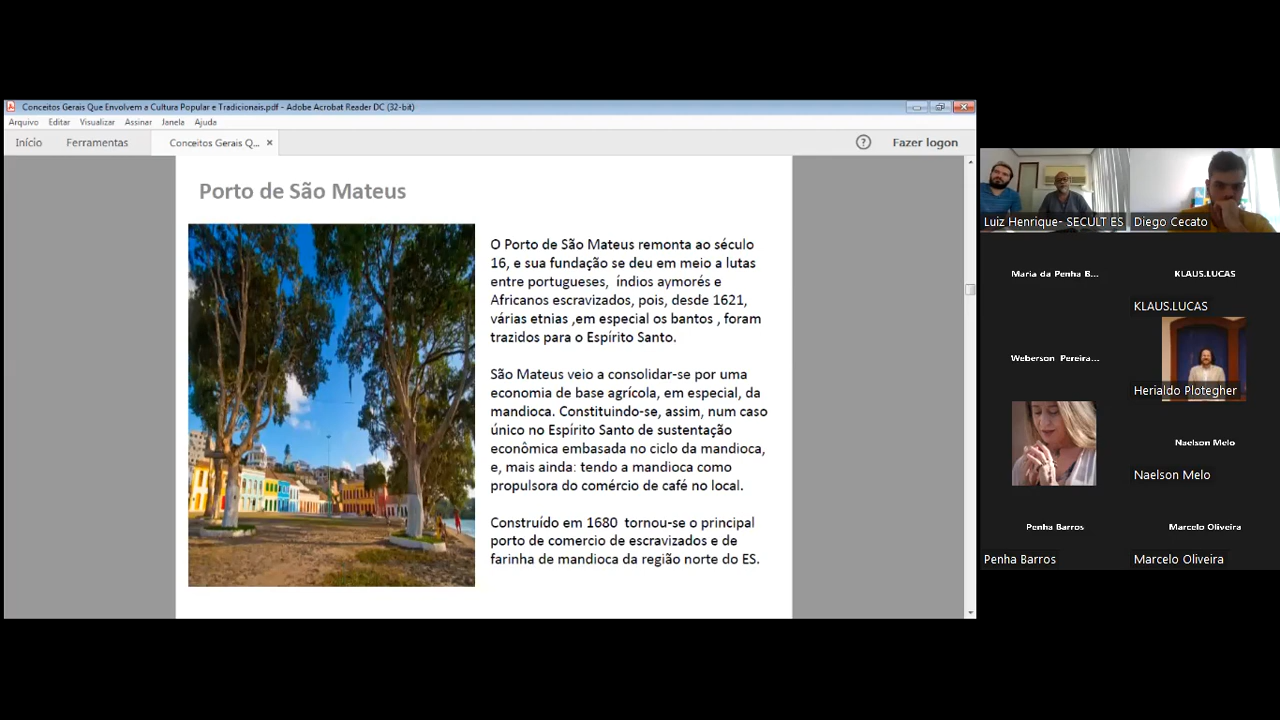 Conceitos Gerais Que Envolvem a Cultura Popular e Tradicionais.pdf - Adobe Acrobat Reader DC (32-bit)
Arquivo Editar Visualizar Assinar Janela Ajuda
Início Ferramentas Conceitos Gerais Q... × ? Fazer logon
Porto de São Mateus
O Porto de São Mateus remonta ao século
16, e sua fundação se deu em meio a lutas
entre portugueses, índios aymorés e
Africanos escravizados, pois, desde 1621,
várias etnias ,em especial os bantos , foram
trazidos para o Espírito Santo.
São Mateus veio a consolidar-se por uma
economia de base agrícola, em especial, da
mandioca. Constituindo-se, assim, num caso
único no Espírito Santo de sustentação
econômica embasada no ciclo da mandioca,
e, mais ainda: tendo a mandioca como
propulsora do comércio de café no local.
Construído em 1680 tornou-se o principal
porto de comercio de escravizados e de
farinha de mandioca da região norte do ES.
Luiz Henrique- SECULT ES
Diego Cecato
Maria da Penha B...
KLAUS.LUCAS
KLAUS.LUCAS
Weberson Pereira...
Herialdo Plotegher
Naelson Melo
Naelson Melo
Penha Barros
Penha Barros
Marcelo Oliveira
Marcelo Oliveira